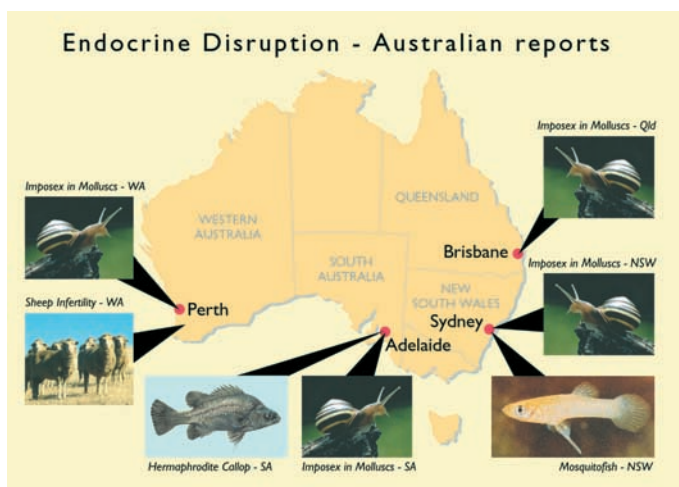 Endocrine Disruption - Australian reports
Imposex in Molluscs - Qld
Imposex in Molluscs - WA
QUEENSLAND
WESTERN
AUSTRALIA
Brisbane
SOUTH
AUSTRALIA
Imposex in Molluscs - NSW
NEW
SOUTH WALES
Sheep Infertility - WA
Perth
Sydney
Adelaide
Hermaphrodite Callop - SA
Imposex in Molluscs - SA
Mosquitofish - NSW